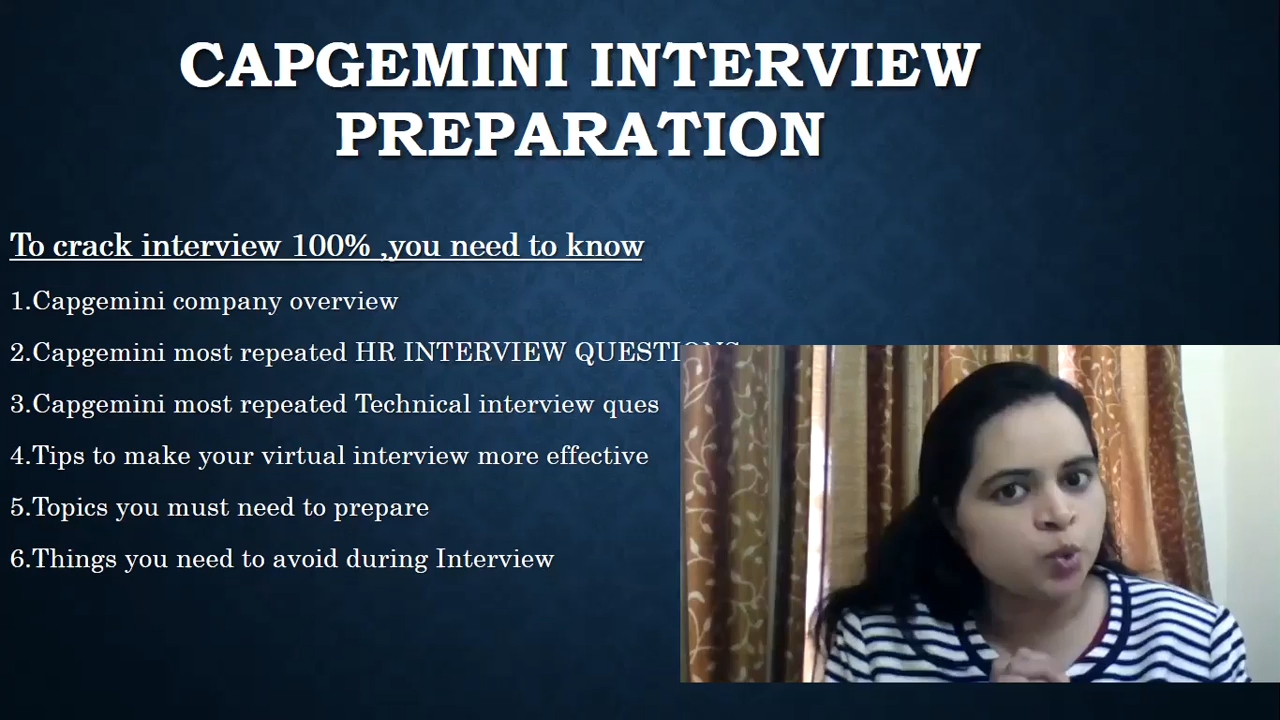 CAPGEMINI INTERVIEW
PREPARATION
To crack interview 100% ,you need to know
1.Capgemini company overview
2.Capgemini most repeated HR INTERVIEW QUESTIONS
3.Capgemini most repeated Technical interview ques
4.Tips to make your virtual interview more effective
5.Topics you must need to prepare
6.Things you need to avoid during Interview